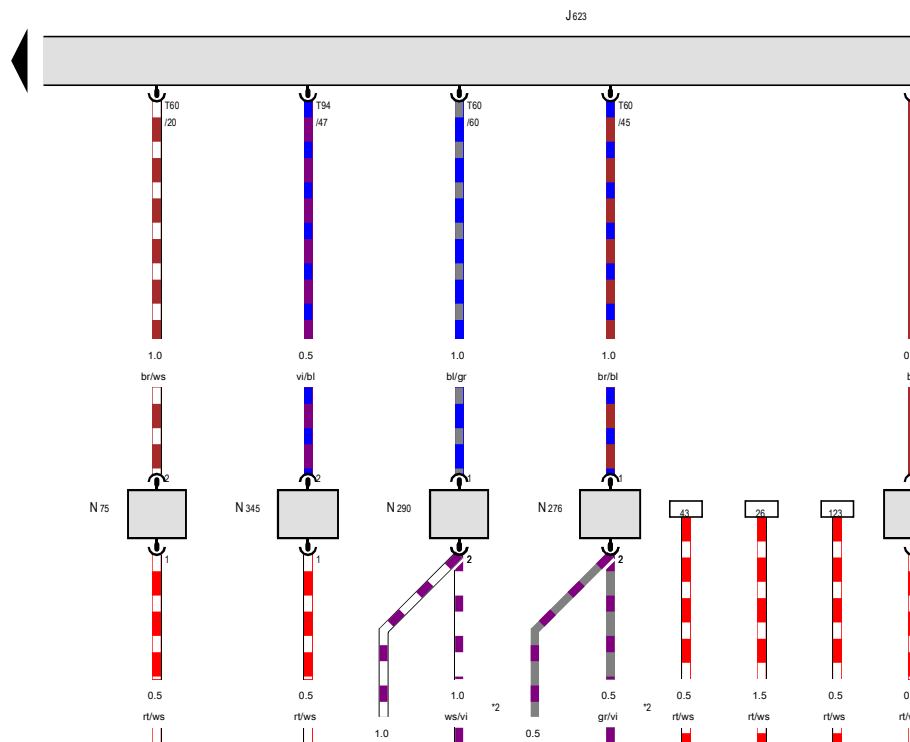 J623
T60
/20
T94
/47
T60
/60
T60
/45
1.0
0.5
1.0
1.0
br/ws
vi/bl
bl/gr
br/bl
2
2
1
1
N75
N345
N290
N276
43
26
123
1
1
2
2
0.5
0.5
1.0
0.5
0.5
1.5
0.5
*2
*2
rt/ws
rt/ws
ws/vi
gr/vi
rt/ws
rt/ws
rt/ws
1.0
0.5